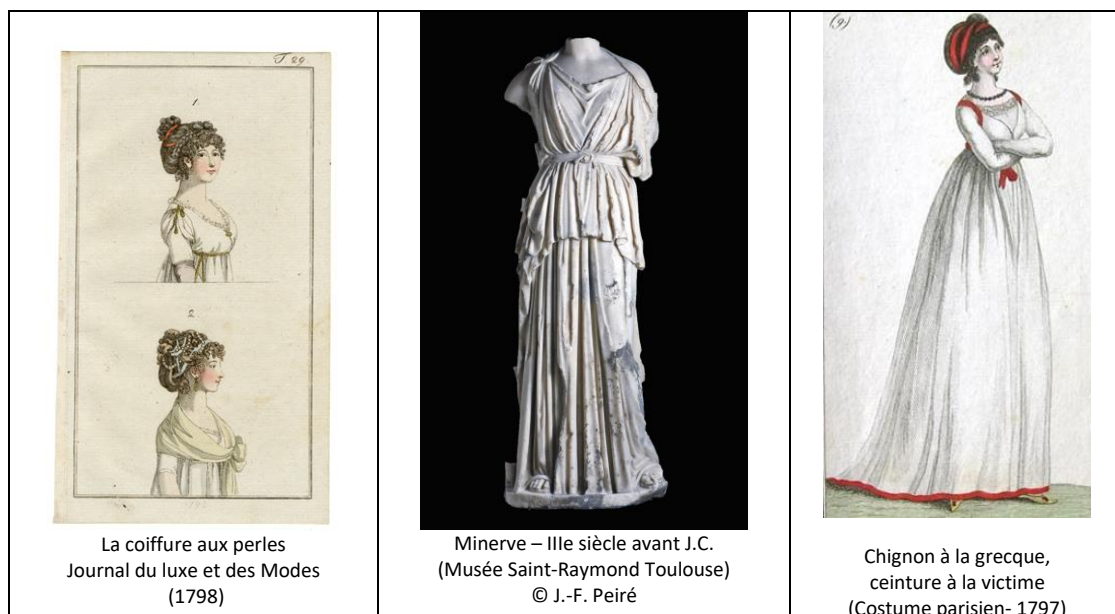 T. 29.
1
2
La coiffure aux perles
Journal du luxe et des Modes
(1798)
Minerve – IIIe siècle avant J.C.
(Musée Saint-Raymond Toulouse)
© J.-F. Peiré
(9)
Chignon à la grecque,
ceinture à la victime
(Costume parisien- 1797)